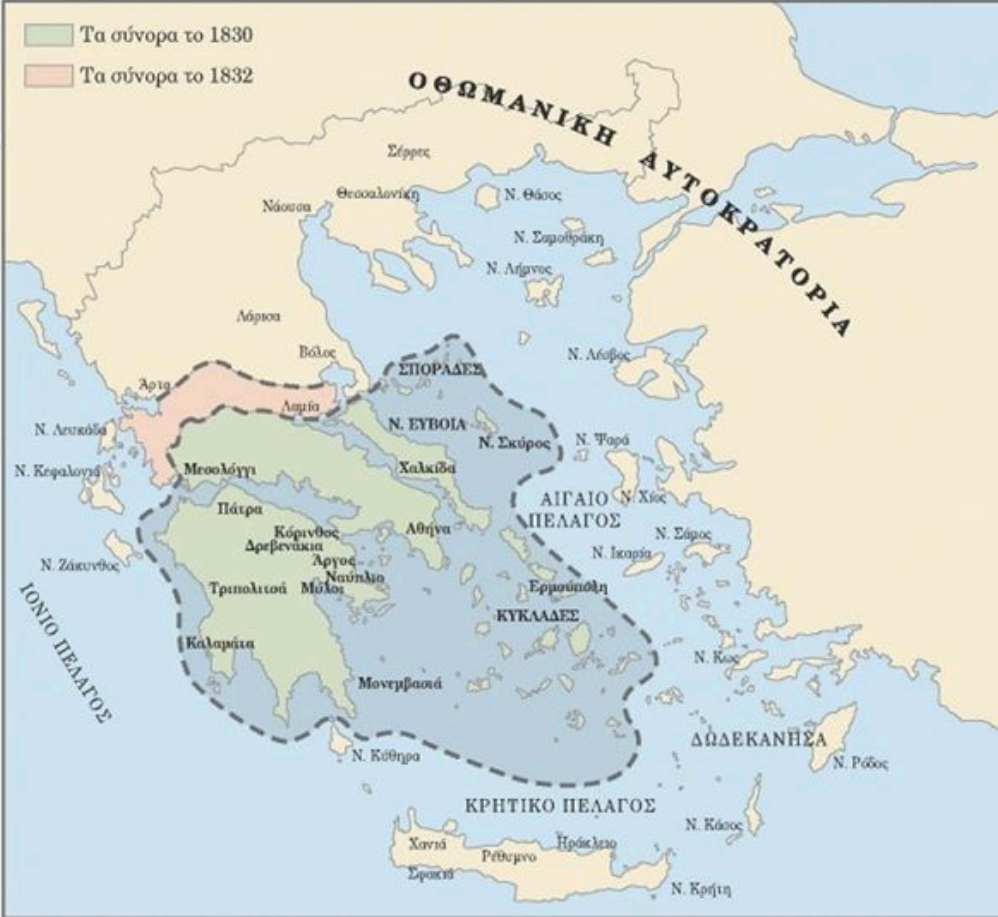 Τα σύνορα το 1830
Τα σύνορα το 1832
ΟΘΩΜΑΝΙΚΗ ΑΥΤΟΚΡΑΤΟΡΙΑ
Σέρρες
Θεσσαλονίκη
Νάουσα
Ν. Θάσος
Ν. Σαμοθράκη
Ν. Λήμνος
Λάρισα
Βόλος
Ν. Λέσβος
ΣΠΟΡΑΔΕΣ
Άρτα
Λαμία
Ν. Λευκάδα
Ν. ΕΥΒΟΙΑ
Ν. Σκύρος
Ν. Ψαρά
Ν. Κεφαλονιά
Μεσολόγγι
Χαλκίδα
ΑΙΓΑΙΟ
ΠΕΛΑΓΟΣ
Ν. Χίος
Πάτρα
Κόρινθος
Δρεβενάκια
Αθήνα
Ν. Σάμος
Ν. Ικαρία
Ν. Ζάκυνθος
Άργος
Ναύπλιο
Τριπολιτσά
Μύλοι
Ερμούπολη
ΚΥΚΛΑΔΕΣ
ΙΟΝΙΟ ΠΕΛΑΓΟΣ
Καλαμάτα
Ν. Κως
Μονεμβασιά
ΔΩΔΕΚΑΝΗΣΑ
Ν. Κύθηρα
Ν. Ρόδος
ΚΡΗΤΙΚΟ ΠΕΛΑΓΟΣ
Ν. Κάσος
Χανιά
Ρέθυμνο
Ηράκλειο
Σφακιά
Ν. Κρήτη